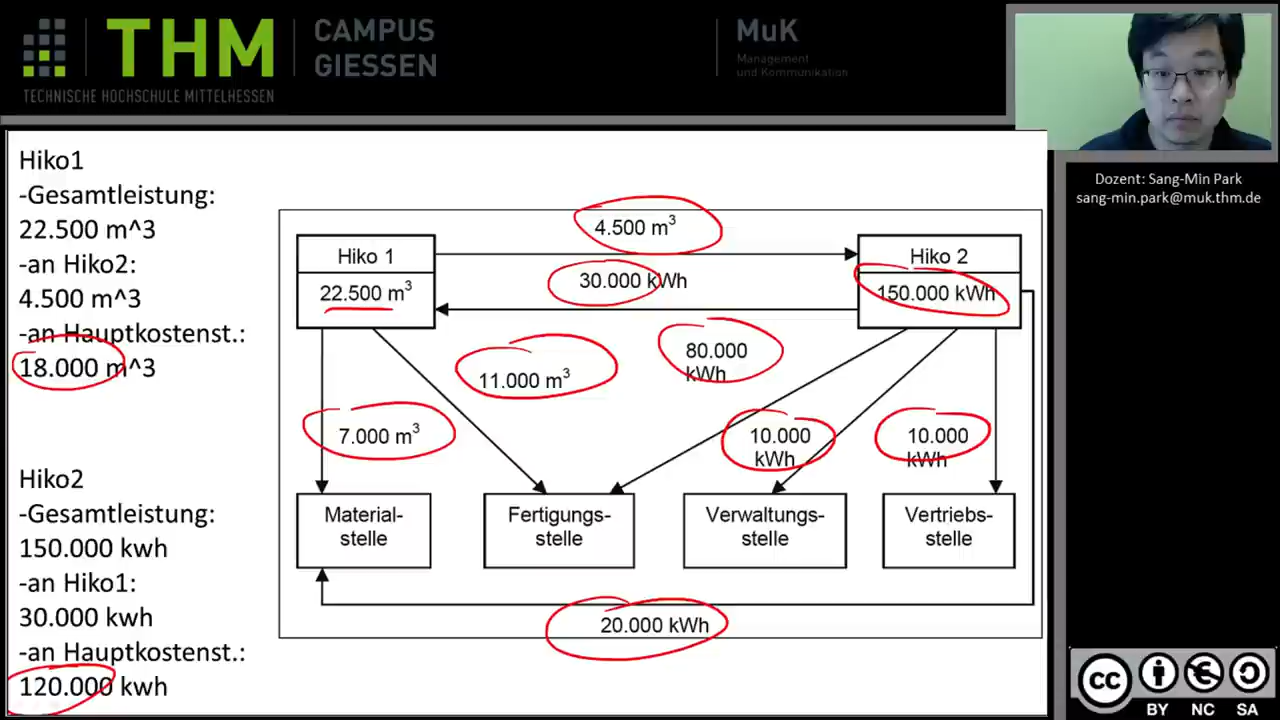 THM
CAMPUS
GIESSEN
TECHNISCHE HOCHSCHULE MITTELHESSEN
MuK
Management
und Kommunikation
Dozent: Sang-Min Park
sang-min.park@muk.thm.de
Hiko1
-Gesamtleistung:
22.500 m^3
-an Hiko2:
4.500 m^3
-an Hauptkostenst.:
18.000 m^3
Hiko2
-Gesamtleistung:
150.000 kwh
-an Hiko1:
30.000 kwh
-an Hauptkostenst.:
120.000 kwh
4.500 m³
Hiko 1
22.500 m³
30.000 kWh
Hiko 2
150.000 kWh
11.000 m³
80.000
kWh
7.000 m³
10.000
kWh
10.000
kWh
Material-
stelle
Fertigungs-
stelle
Verwaltungs-
stelle
Vertriebs-
stelle
20.000 kWh
cc
BY NC SA